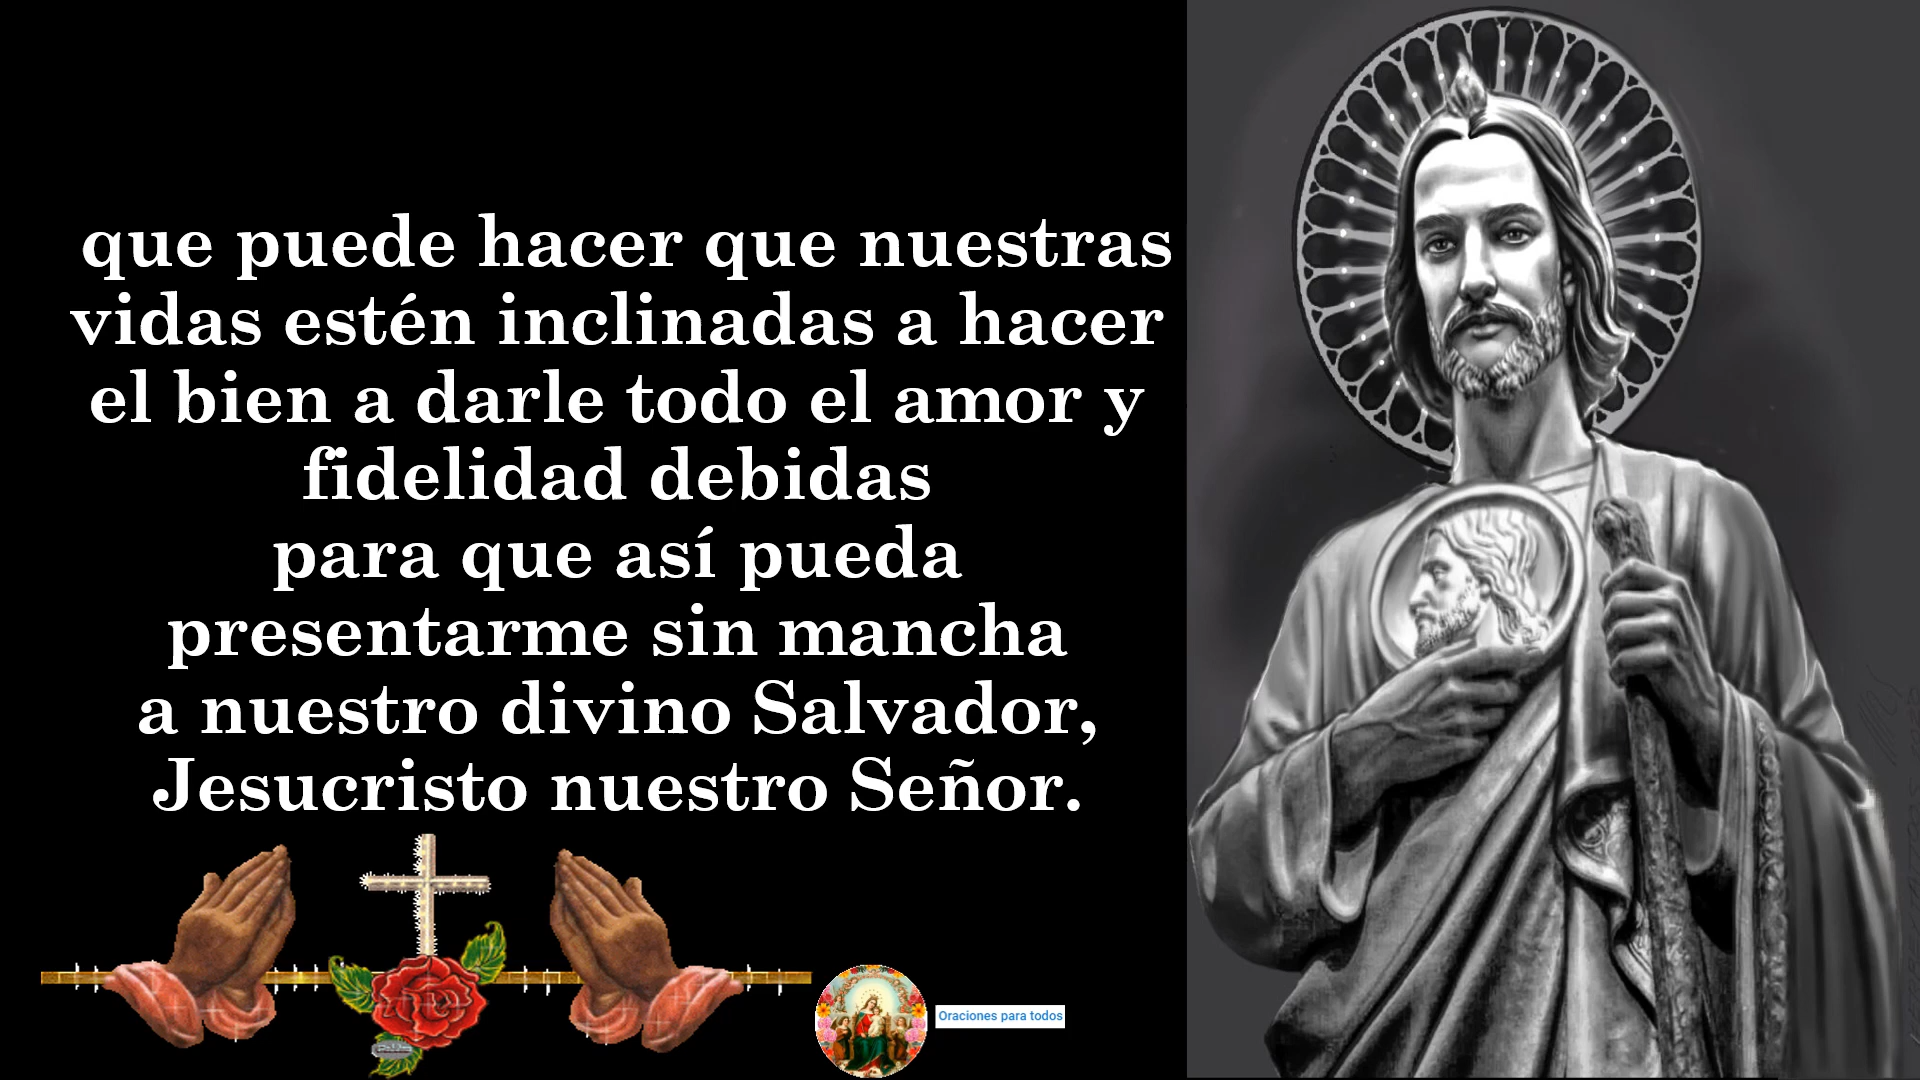 que puede hacer que nuestras
vidas estén inclinadas a hacer
el bien a darle todo el amor y
fidelidad debidas
para que así pueda
presentarme sin mancha
a nuestro divino Salvador,
Jesucristo nuestro Señor.
Oraciones para todos